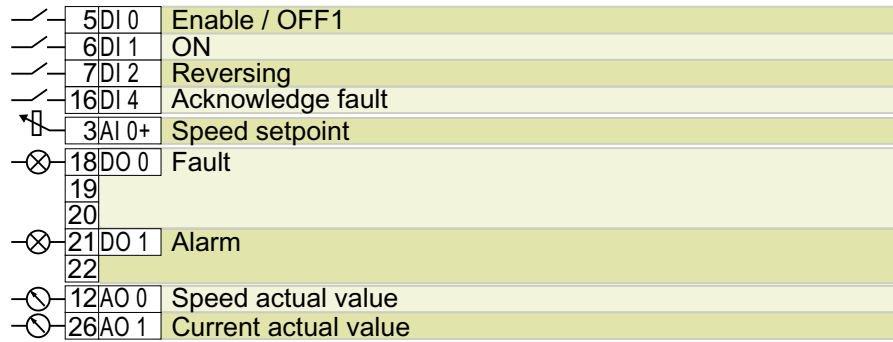 5 DI 0 Enable / OFF1
6 DI 1 ON
7 DI 2 Reversing
16 DI 4 Acknowledge fault
3 AI 0+ Speed setpoint
18 DO 0 Fault
19
20
21 DO 1 Alarm
22
12 AO 0 Speed actual value
26 AO 1 Current actual value